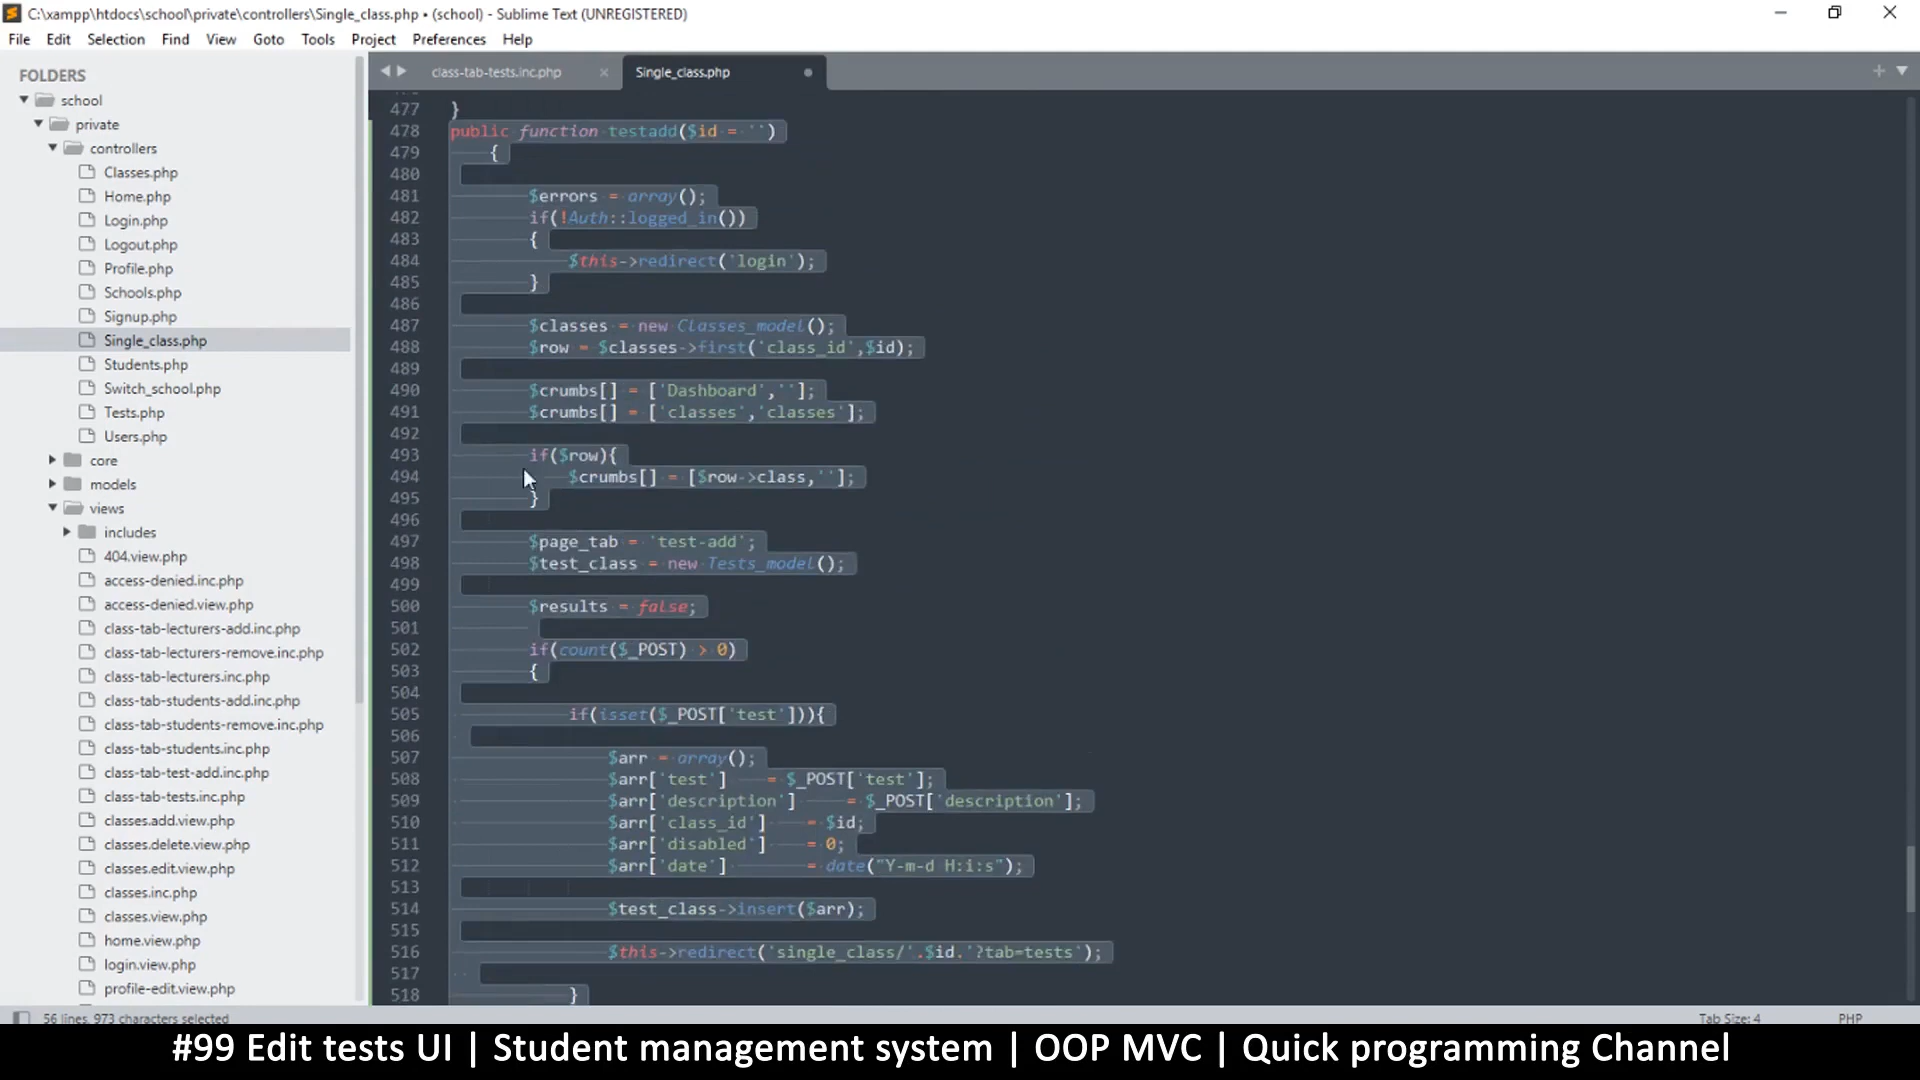 C:\xampp\htdocs\school\private\controllers\Single_class.php • (school) - Sublime Text (UNREGISTERED)
File Edit Selection Find View Goto Tools Project Preferences Help
FOLDERS
school
private
controllers
Classes.php
Home.php
Login.php
Logout.php
Profile.php
Schools.php
Signup.php
Single_class.php
Students.php
Switch_school.php
Tests.php
Users.php
core
models
views
includes
404.view.php
access-denied.inc.php
access-denied.view.php
class-tab-lecturers-add.inc.php
class-tab-lecturers-remove.inc.php
class-tab-lecturers.inc.php
class-tab-students-add.inc.php
class-tab-students-remove.inc.php
class-tab-students.inc.php
class-tab-test-add.inc.php
class-tab-tests.inc.php
classes.add.view.php
classes.delete.view.php
classes.edit.view.php
classes.inc.php
classes.view.php
home.view.php
login.view.php
profile-edit.view.php
class-tab-tests.inc.php × Single_class.php
477 }
478 public function testadd($id = '')
479 {
480
481 $errors = array();
482 if(!Auth::logged_in())
483 {
484 $this->redirect('login');
485 }
486
487 $classes = new Classes_model();
488 $row = $classes->first('class_id',$id);
489
490 $crumbs[] = ['Dashboard',''];
491 $crumbs[] = ['classes','classes'];
492
493 if($row){
494 $crumbs[] = [$row->class,''];
495 }
496
497 $page_tab = 'test-add';
498 $test_class = new Tests_model();
499
500 $results = false;
501
502 if(count($_POST) > 0)
503 {
504
505 if(isset($_POST['test'])){
506
507 $arr = array();
508 $arr['test'] = $_POST['test'];
509 $arr['description'] = $_POST['description'];
510 $arr['class_id'] = $id;
511 $arr['disabled'] = 0;
512 $arr['date'] = date("Y-m-d H:i:s");
513
514 $test_class->insert($arr);
515
516 $this->redirect('single_class/'.$id.'?tab=tests');
517
518 }
56 lines, 973 characters selected Tab Size: 4 PHP
#99 Edit tests UI | Student management system | OOP MVC | Quick programming Channel